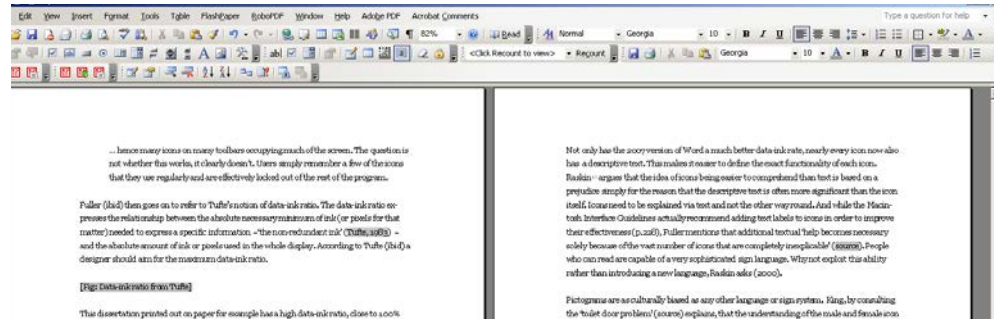 Edit View Insert Format Tools Table FlashPaper RoboPDF Window Help Adobe PDF Acrobat Comments Type a question for help
82% Read Normal Georgia 10 B I U
abl <Click Recount to view> Recount Georgia 10 A B I U
... hence many icons on many toolbars occupying much of the screen. The question is
not whether this works, it clearly doesn't. Users simply remember a few of the icons
that they use regularly and are effectively locked out of the rest of the program.
Fuller (ibid) then goes on to refer to Tufte's notion of data-ink ratio. The data-ink ratio ex-
presses the relationship between the absolute necessary minimum of ink (or pixels for that
matter) needed to express a specific information – 'the non-redundant ink' (Tufte, 1983) –
and the absolute amount of ink or pixels used in the whole display. According to Tufte (ibid) a
designer should aim for the maximum data-ink ratio.
[Fig: Data-ink ratio from Tufte]
This dissertation printed out on paper for example has a high data-ink ratio, close to 100%
Not only has the 2007 version of Word a much better data-ink rate, nearly every icon now also
has a descriptive text. This makes it easier to define the exact functionality of each icon.
Raskin argues that the idea of icons being easier to comprehend than text is based on a
prejudice simply for the reason that the descriptive text is often more significant than the icon
itself. Icons need to be explained via text and not the other way round. And while the Macin-
tosh Interface Guidelines actually recommend adding text labels to icons in order to improve
their effectiveness (p.228), Fuller mentions that additional textual 'help becomes necessary
solely because of the vast number of icons that are completely inexplicable' (source). People
who can read are capable of a very sophisticated sign language. Why not exploit this ability
rather than introducing a new language, Raskin asks (2000).
Pictograms are as culturally biased as any other language or sign system. King, by consulting
the 'toilet door problem' (source) explains, that the understanding of the male and female icon